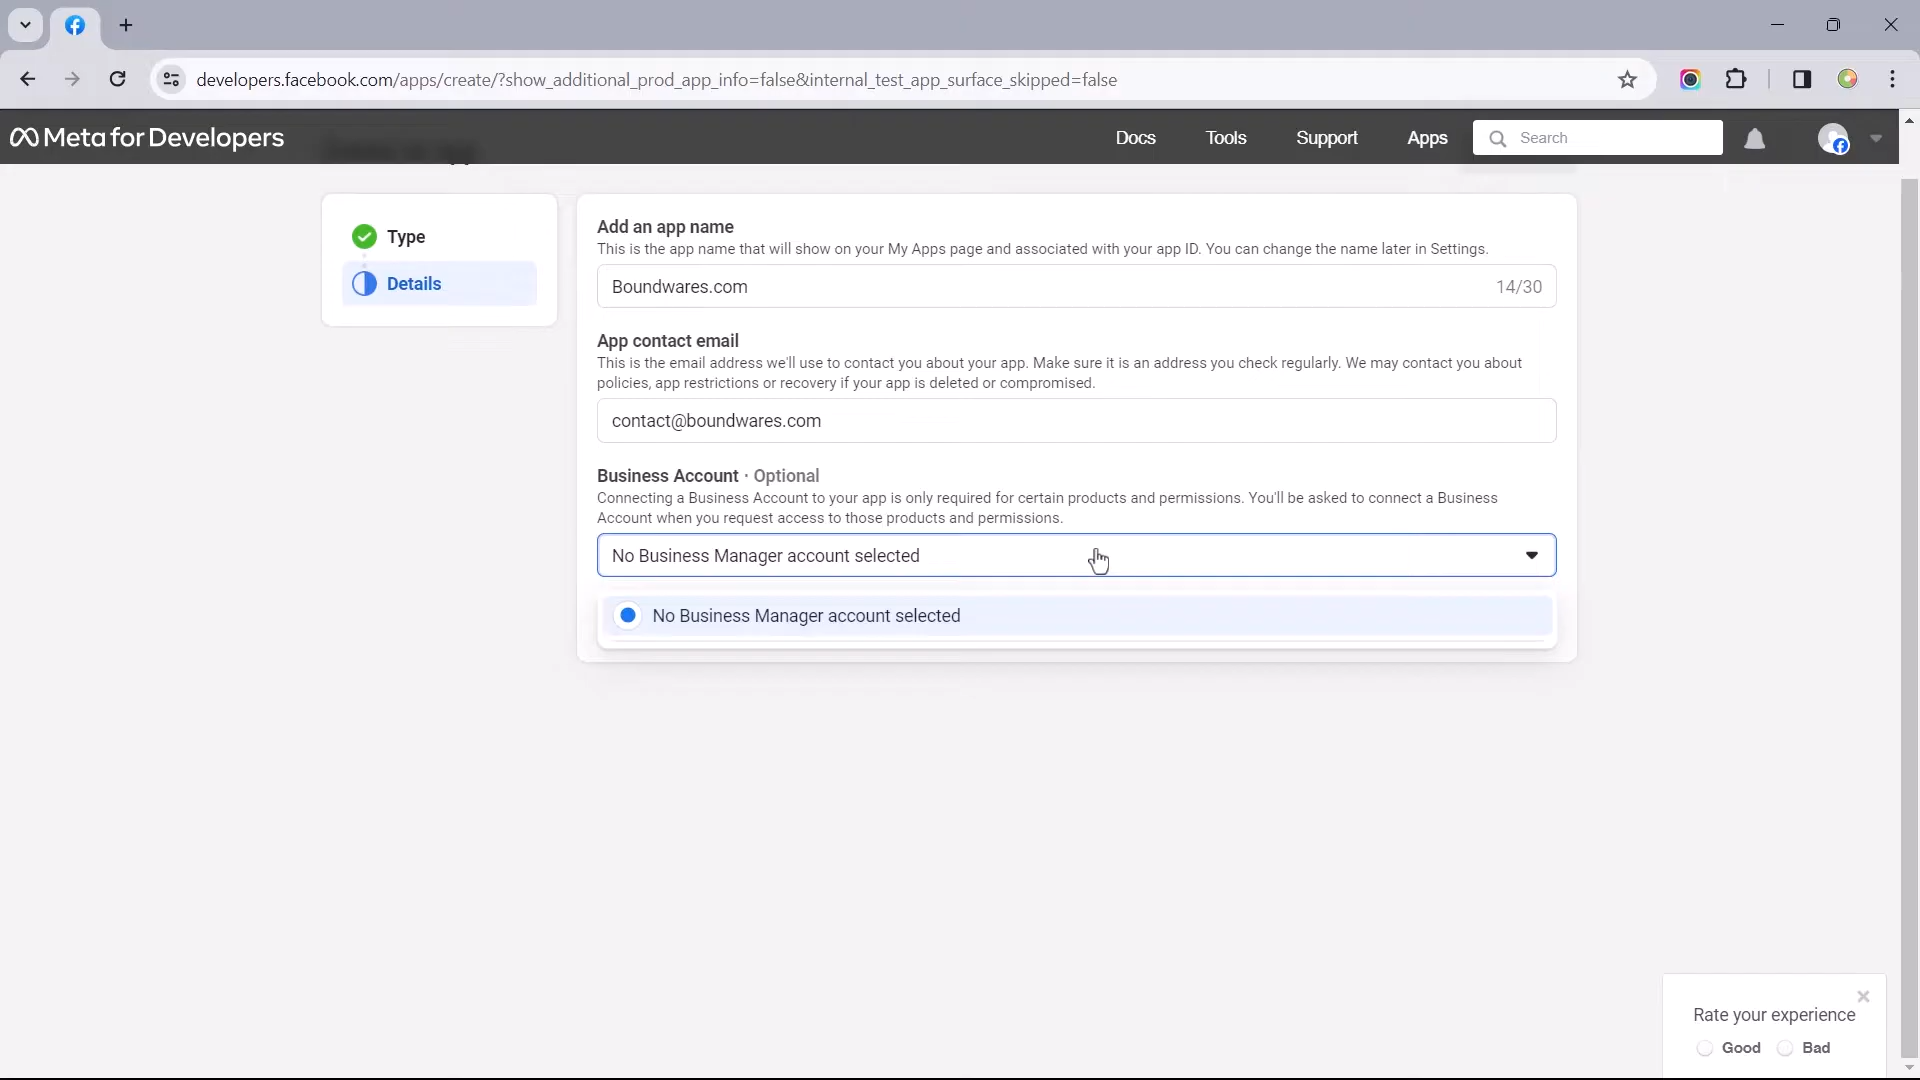 developers.facebook.com/apps/create/?show_additional_prod_app_info=false&internal_test_app_surface_skipped=false
Meta for Developers
Docs
Tools
Support
Apps
Search
Type
Details
Add an app name
This is the app name that will show on your My Apps page and associated with your app ID. You can change the name later in Settings.
Boundwares.com
14/30
App contact email
This is the email address we'll use to contact you about your app. Make sure it is an address you check regularly. We may contact you about
policies, app restrictions or recovery if your app is deleted or compromised.
contact@boundwares.com
Business Account · Optional
Connecting a Business Account to your app is only required for certain products and permissions. You'll be asked to connect a Business
Account when you request access to those products and permissions.
No Business Manager account selected
No Business Manager account selected
Rate your experience
Good
Bad